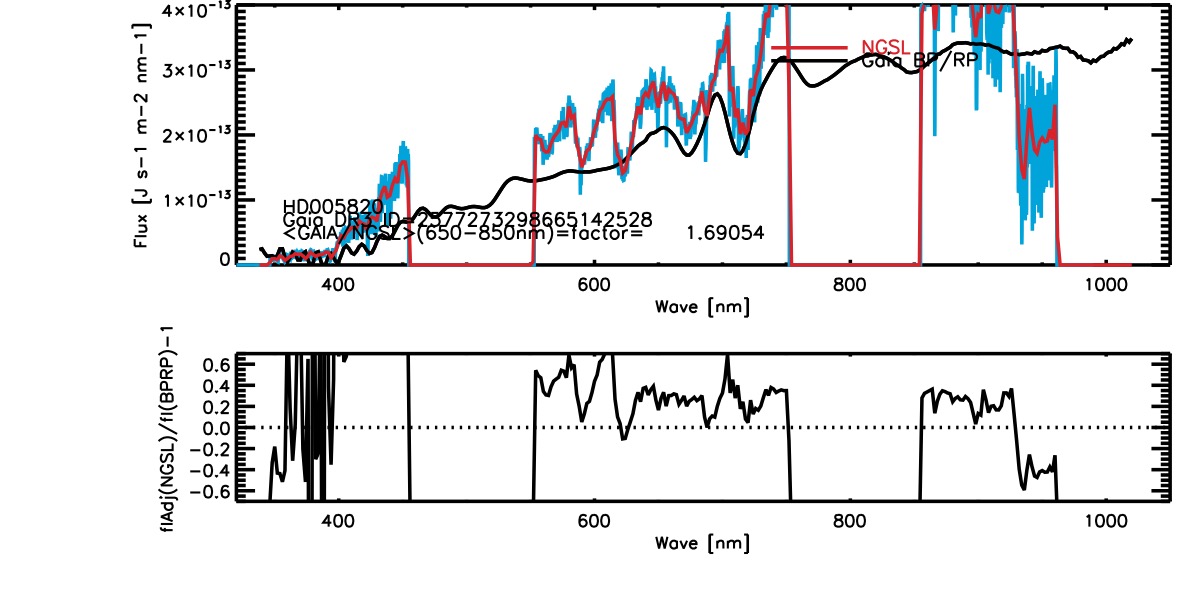 Flux [J s−1 m−2 nm−1]
4×10−13
3×10−13
2×10−13
1×10−13
0
NGSL
Gaia BP/RP
HD005820
Gaia DR3 ID=2577273298665142528
<GAIA/NGSL>(650−850nm)=factor= 1.69054
400 600 800 1000
Wave [nm]
flAdj(NGSL)/fl(BPRP)−1
0.6
0.4
0.2
0.0
−0.2
−0.4
−0.6
400 600 800 1000
Wave [nm]